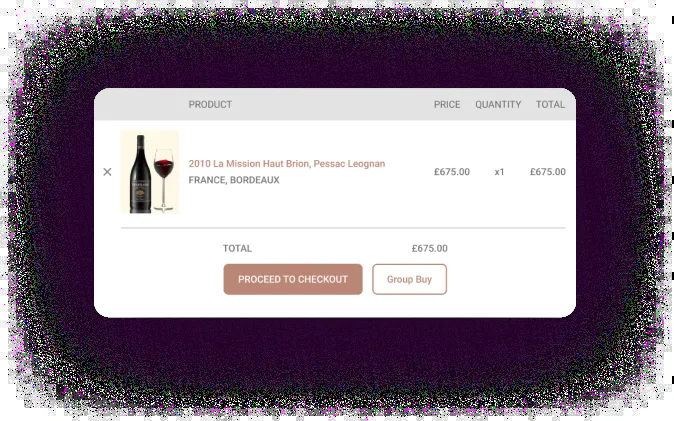 PRODUCT PRICE QUANTITY TOTAL
2010 La Mission Haut Brion, Pessac Leognan
FRANCE, BORDEAUX
£675.00 x1 £675.00
TOTAL £675.00
PROCEED TO CHECKOUT Group Buy